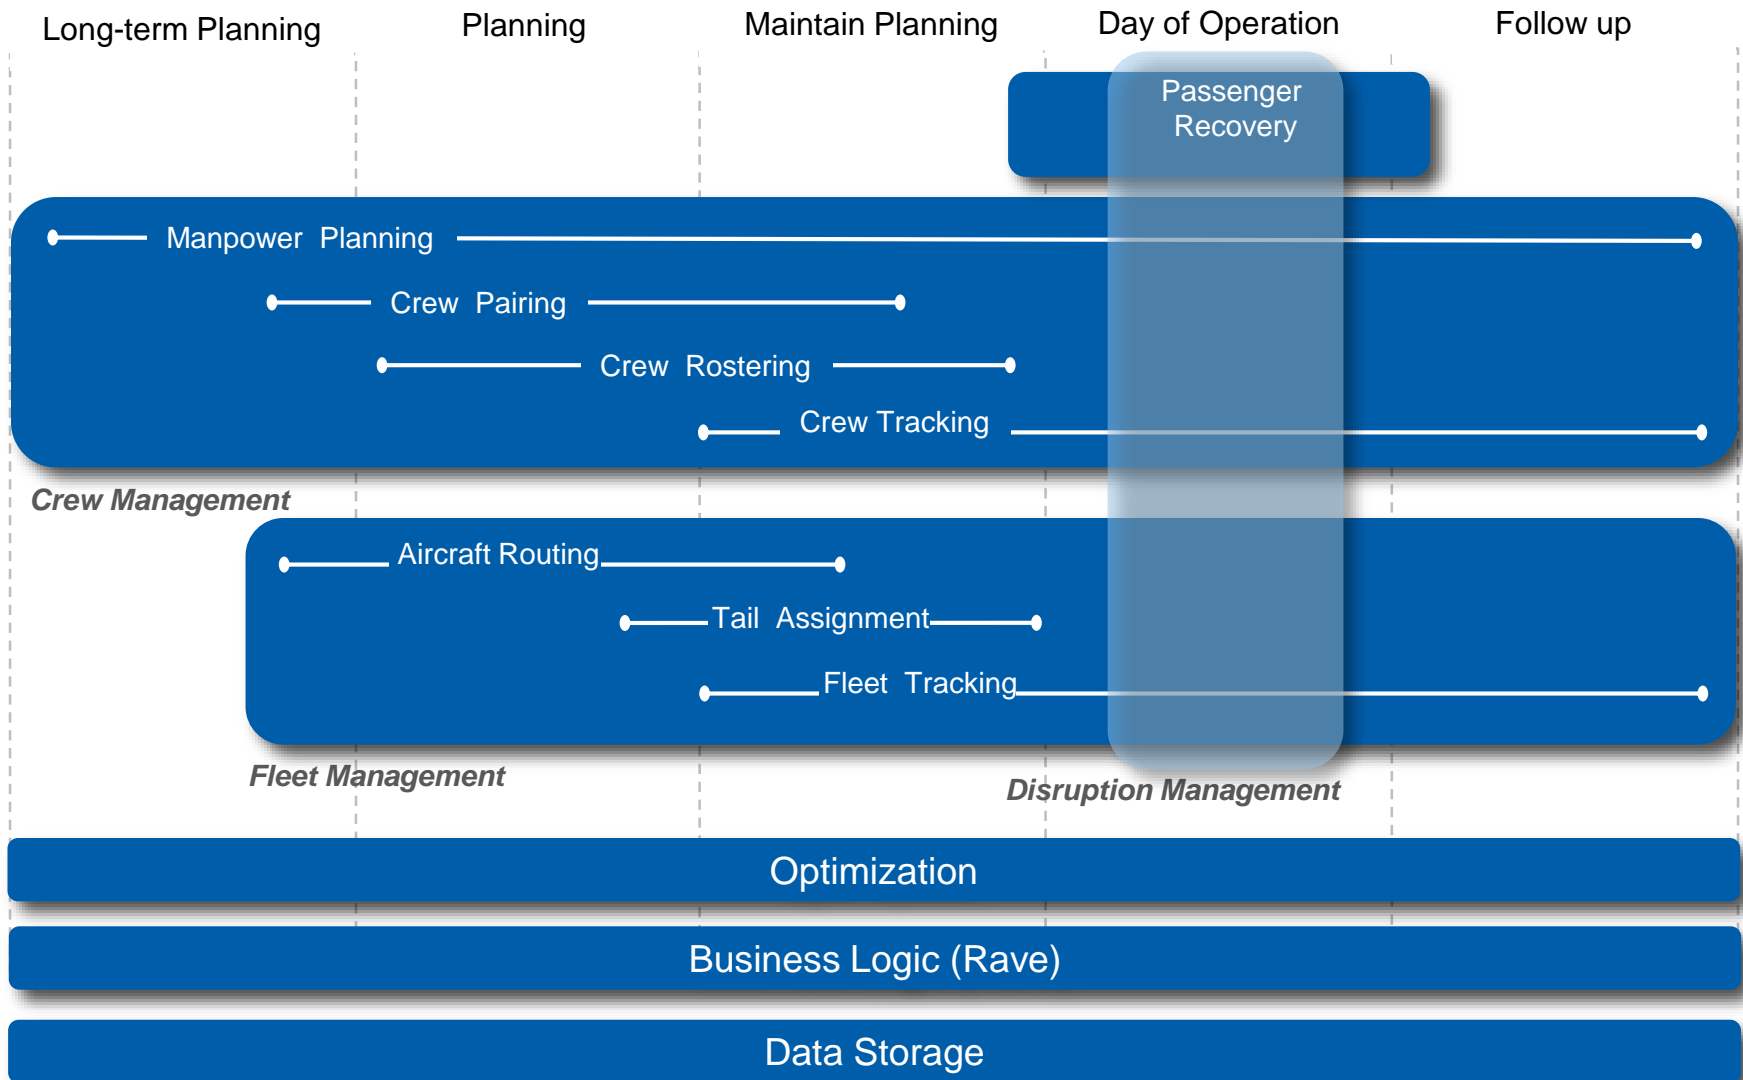 Long-term Planning
Planning
Maintain Planning
Day of Operation
Follow up
Passenger
Recovery
Manpower Planning
Crew Pairing
Crew Rostering
Crew Tracking
Crew Management
Aircraft Routing
Tail Assignment
Fleet Tracking
Fleet Management
Disruption Management
Optimization
Business Logic (Rave)
Data Storage